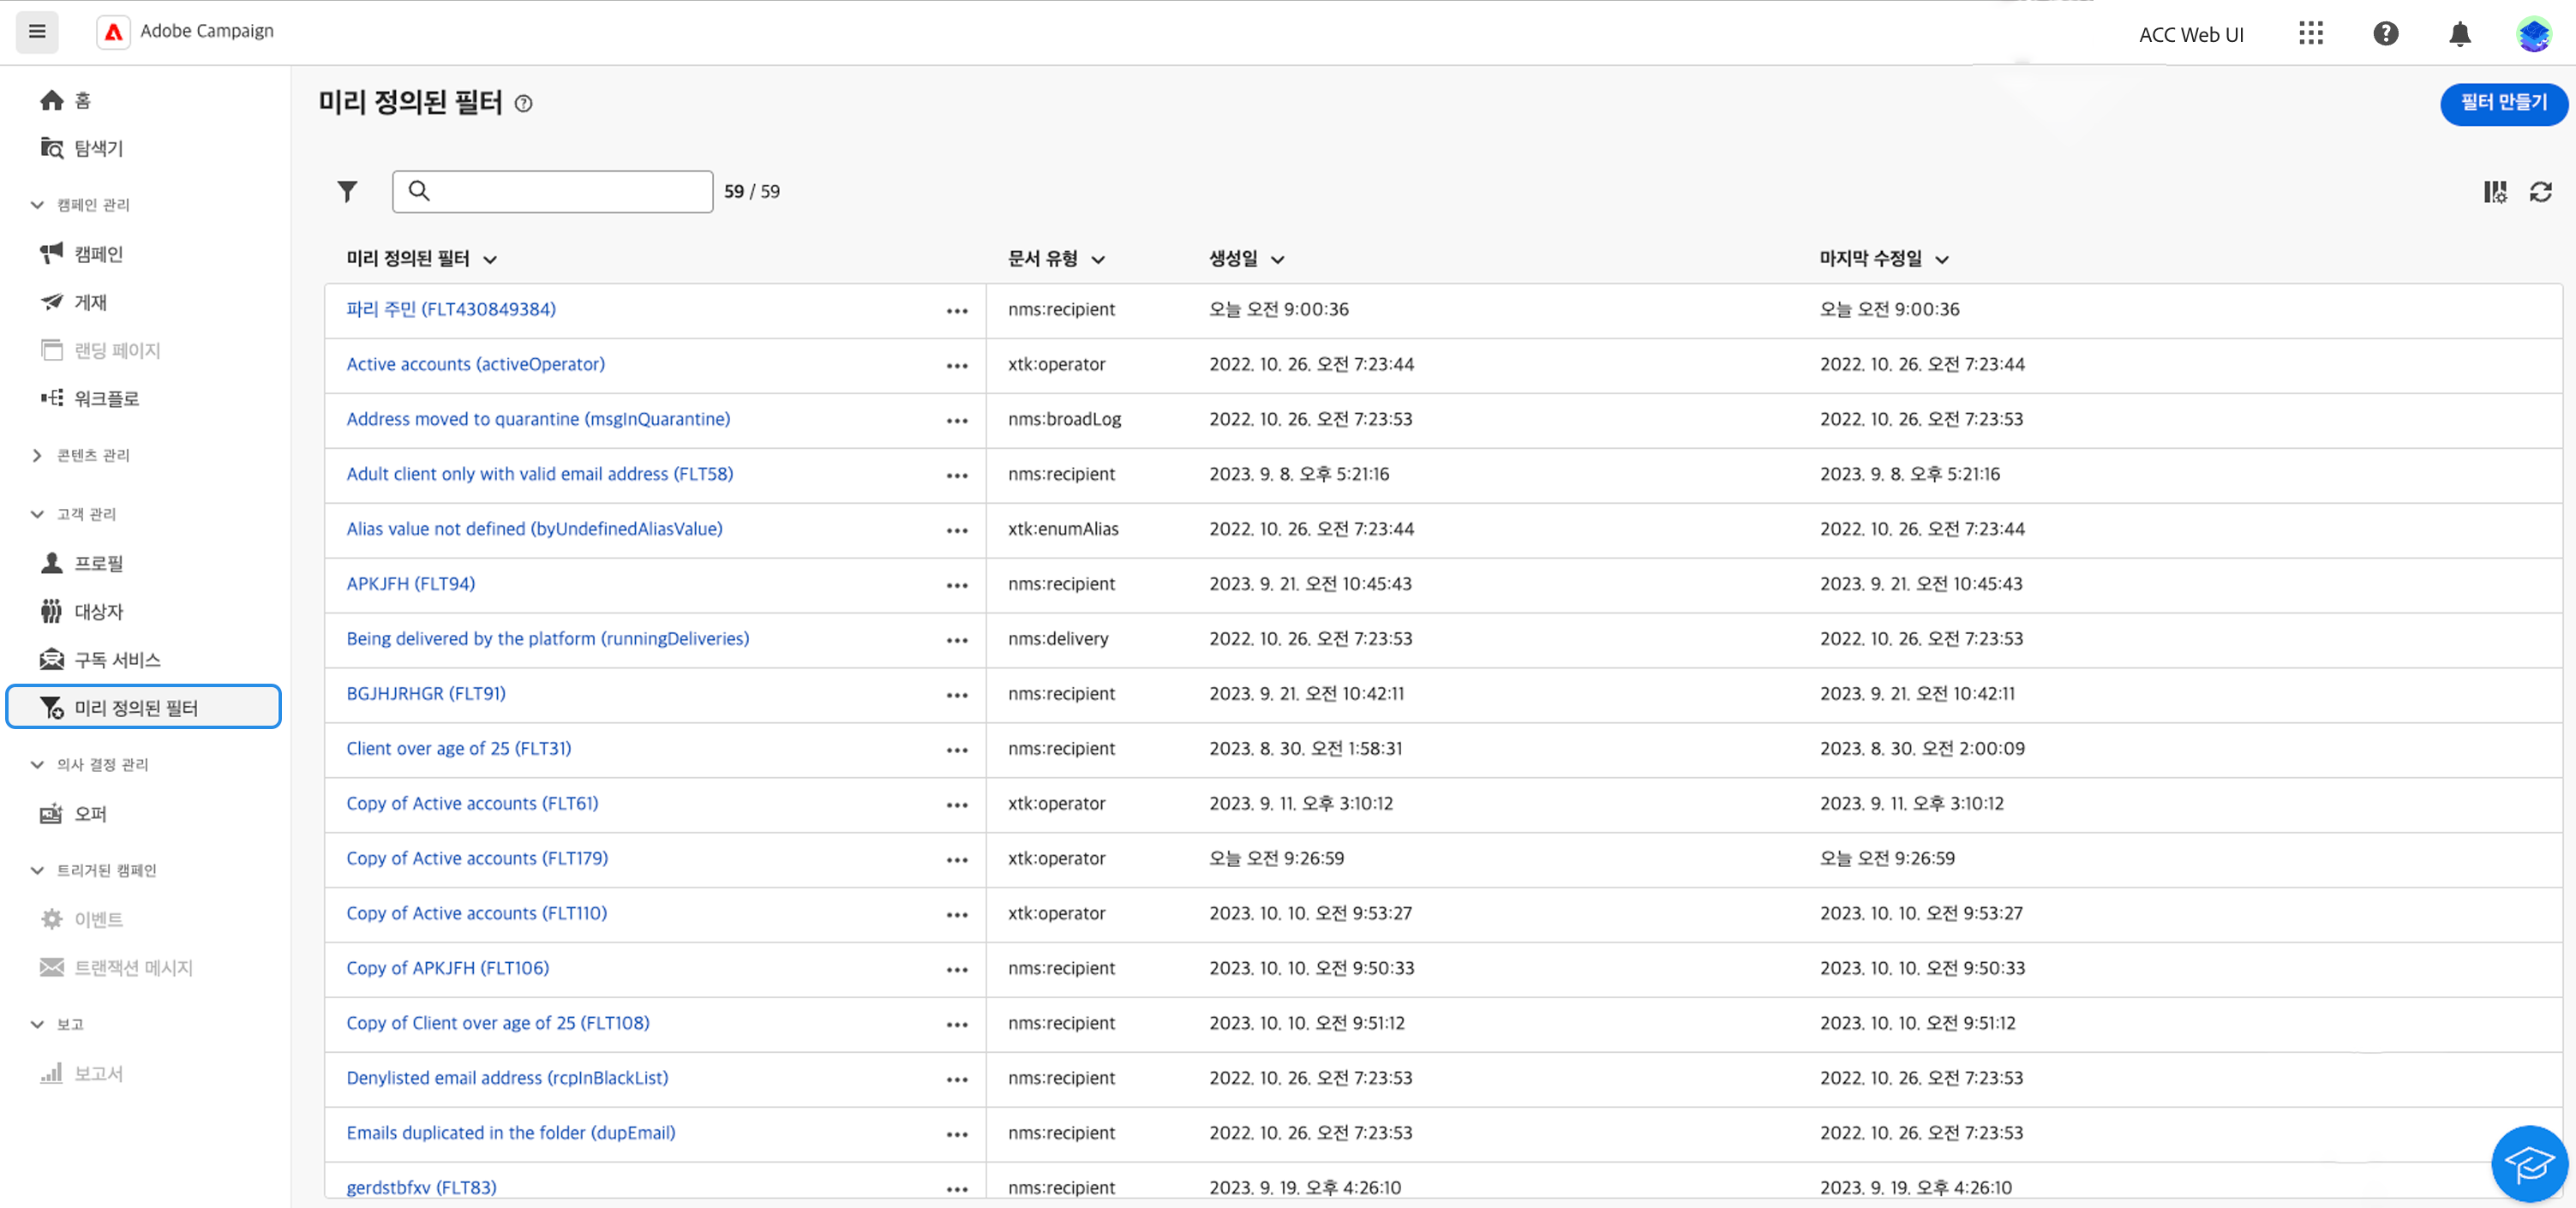 Adobe Campaign
ACC Web UI
홈
탐색기
캠페인 관리
캠페인
게재
랜딩 페이지
워크플로
콘텐츠 관리
고객 관리
프로필
대상자
구독 서비스
미리 정의된 필터
의사 결정 관리
오퍼
트리거된 캠페인
이벤트
트랜잭션 메시지
보고
보고서
미리 정의된 필터
필터 만들기
59 / 59
미리 정의된 필터 문서 유형 생성일 마지막 수정일
파리 주민 (FLT430849384) nms:recipient 오늘 오전 9:00:36 오늘 오전 9:00:36
Active accounts (activeOperator) xtk:operator 2022. 10. 26. 오전 7:23:44 2022. 10. 26. 오전 7:23:44
Address moved to quarantine (msgInQuarantine) nms:broadLog 2022. 10. 26. 오전 7:23:53 2022. 10. 26. 오전 7:23:53
Adult client only with valid email address (FLT58) nms:recipient 2023. 9. 8. 오후 5:21:16 2023. 9. 8. 오후 5:21:16
Alias value not defined (byUndefinedAliasValue) xtk:enumAlias 2022. 10. 26. 오전 7:23:44 2022. 10. 26. 오전 7:23:44
APKJFH (FLT94) nms:recipient 2023. 9. 21. 오전 10:45:43 2023. 9. 21. 오전 10:45:43
Being delivered by the platform (runningDeliveries) nms:delivery 2022. 10. 26. 오전 7:23:53 2022. 10. 26. 오전 7:23:53
BGJHJRHGR (FLT91) nms:recipient 2023. 9. 21. 오전 10:42:11 2023. 9. 21. 오전 10:42:11
Client over age of 25 (FLT31) nms:recipient 2023. 8. 30. 오전 1:58:31 2023. 8. 30. 오전 2:00:09
Copy of Active accounts (FLT61) xtk:operator 2023. 9. 11. 오후 3:10:12 2023. 9. 11. 오후 3:10:12
Copy of Active accounts (FLT179) xtk:operator 오늘 오전 9:26:59 오늘 오전 9:26:59
Copy of Active accounts (FLT110) xtk:operator 2023. 10. 10. 오전 9:53:27 2023. 10. 10. 오전 9:53:27
Copy of APKJFH (FLT106) nms:recipient 2023. 10. 10. 오전 9:50:33 2023. 10. 10. 오전 9:50:33
Copy of Client over age of 25 (FLT108) nms:recipient 2023. 10. 10. 오전 9:51:12 2023. 10. 10. 오전 9:51:12
Denylisted email address (rcpInBlackList) nms:recipient 2022. 10. 26. 오전 7:23:53 2022. 10. 26. 오전 7:23:53
Emails duplicated in the folder (dupEmail) nms:recipient 2022. 10. 26. 오전 7:23:53 2022. 10. 26. 오전 7:23:53
gerdstbfxv (FLT83) nms:recipient 2023. 9. 19. 오후 4:26:10 2023. 9. 19. 오후 4:26:10